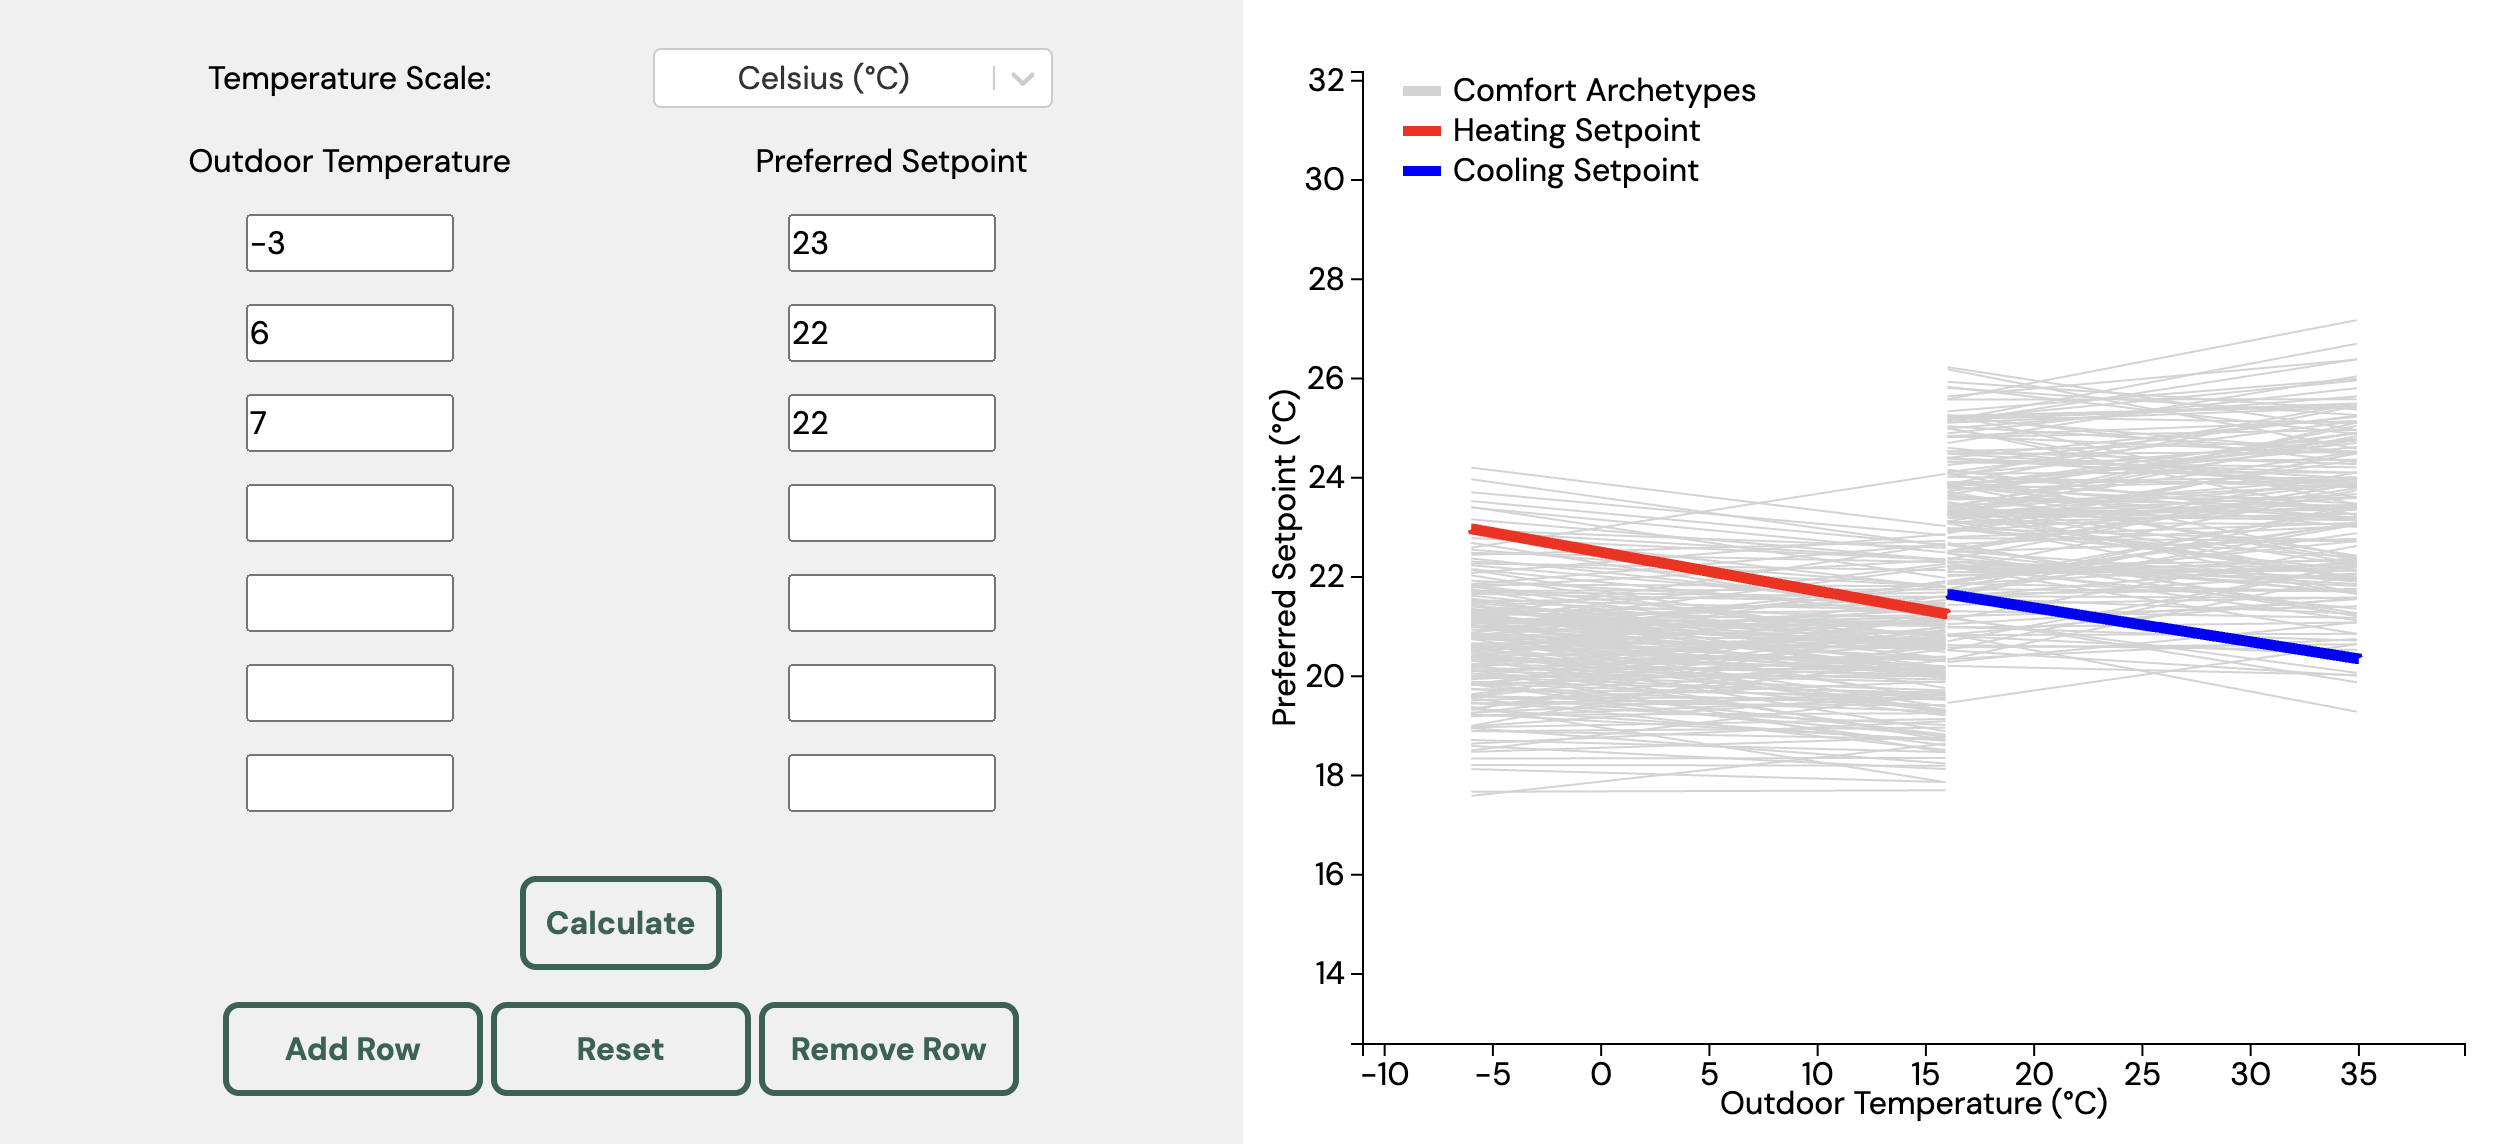 Temperature Scale:
Celsius (°C)
Outdoor Temperature
Preferred Setpoint
-3
23
6
22
7
22
Calculate
Add Row
Reset
Remove Row
Comfort Archetypes
Heating Setpoint
Cooling Setpoint
Preferred Setpoint (°C)
32
30
28
26
24
22
20
18
16
14
-10
-5
0
5
10
15
20
25
30
35
Outdoor Temperature (°C)